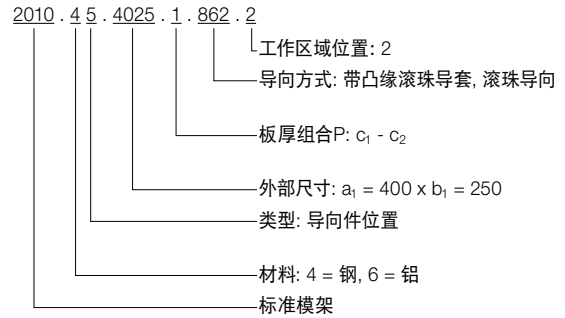 2010 . 4 5 . 4025 . 1 . 862 . 2
工作区域位置: 2
导向方式: 带凸缘滚珠导套, 滚珠导向
板厚组合P: c₁ - c₂
外部尺寸: a₁ = 400 x b₁ = 250
类型: 导向件位置
材料: 4 = 钢, 6 = 铝
标准模架